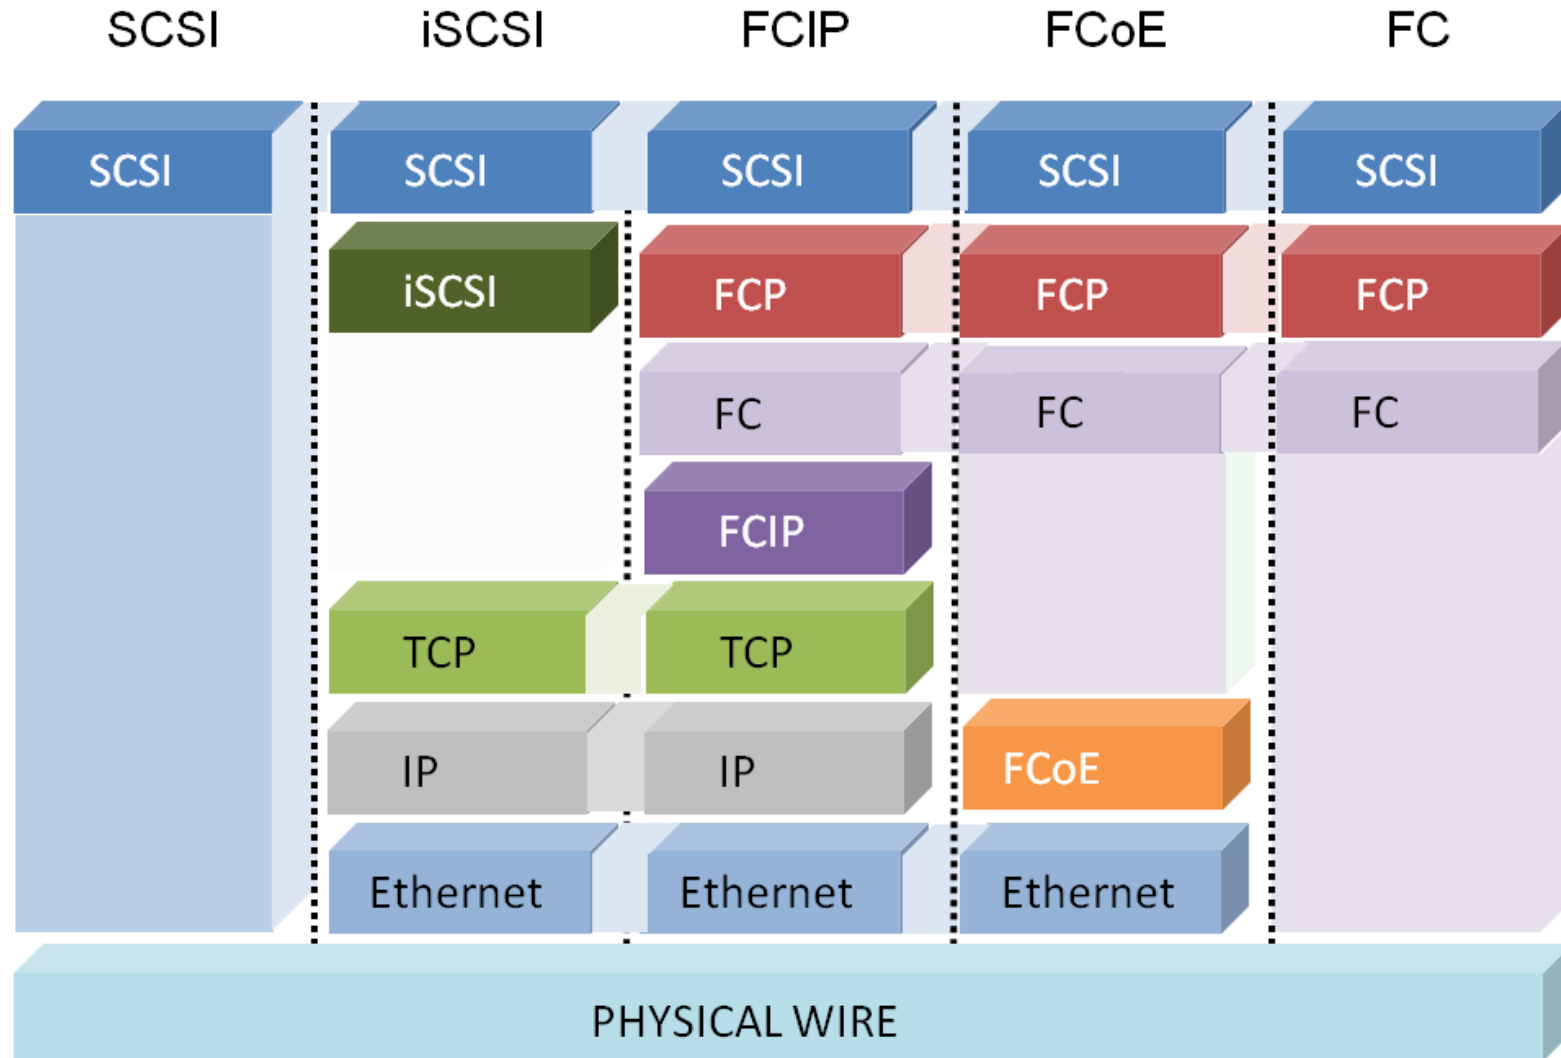 SCSI iSCSI FCIP FCoE FC
SCSI SCSI SCSI SCSI SCSI
iSCSI FCP FCP FCP
FC FC FC
FCIP
TCP TCP
IP IP FCoE
Ethernet Ethernet Ethernet
PHYSICAL WIRE